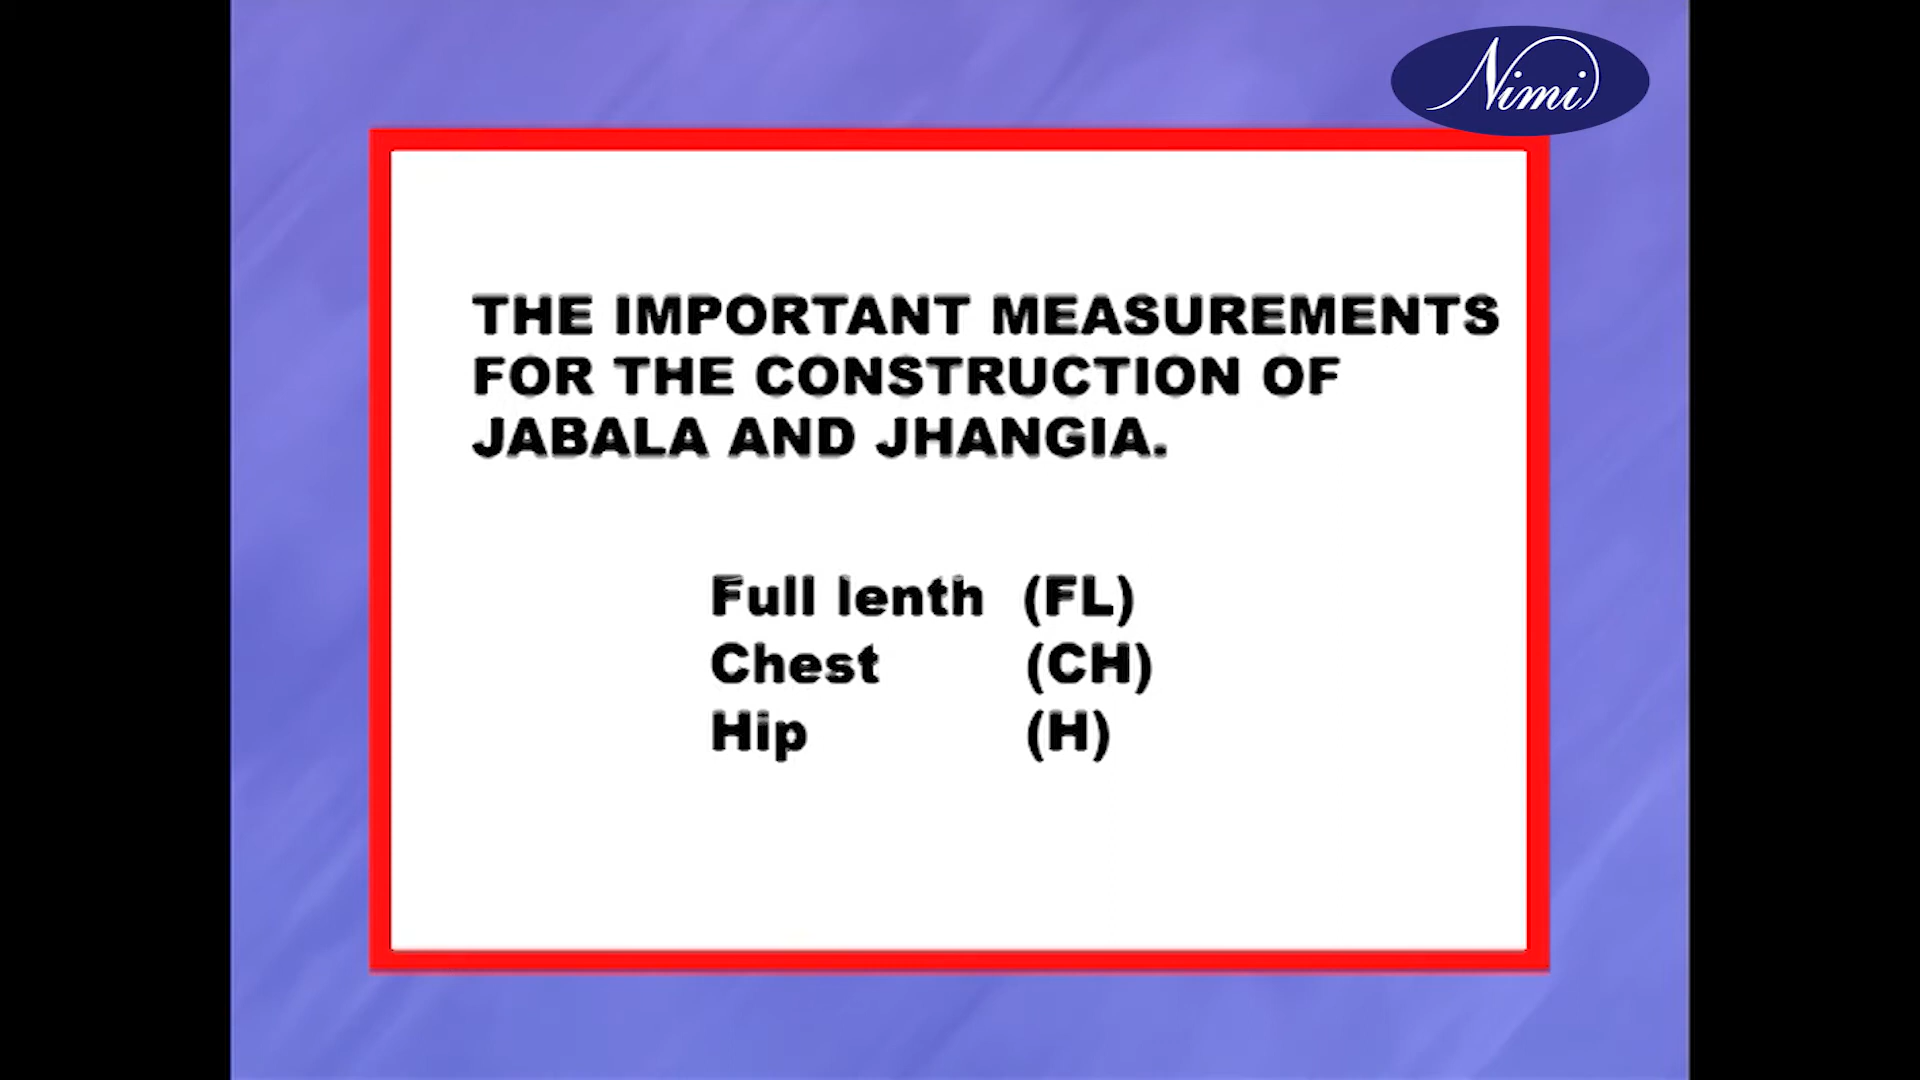 Nimi
THE IMPORTANT MEASUREMENTS
FOR THE CONSTRUCTION OF
JABALA AND JHANGIA.
Full lenth (FL)
Chest (CH)
Hip (H)